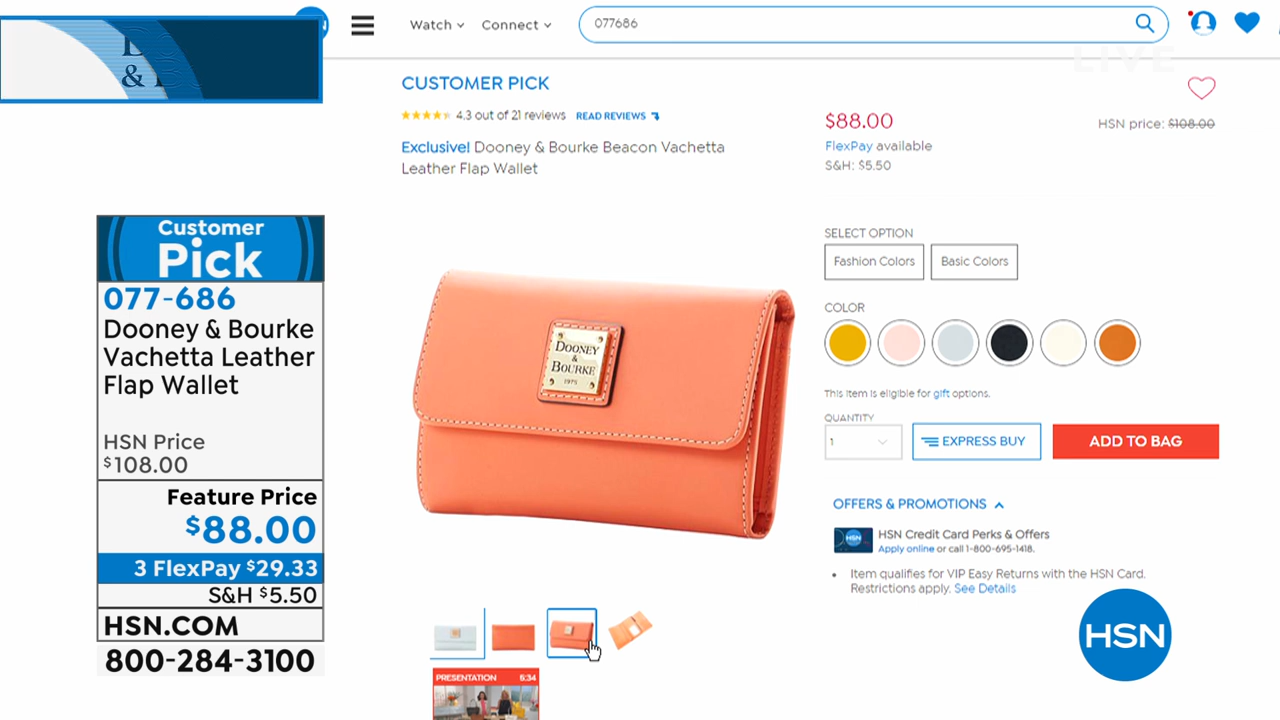 HSN
Watch
Connect
077686
LIVE
D
& B
CUSTOMER PICK
4.3 out of 21 reviews
READ REVIEWS
Exclusive! Dooney & Bourke Beacon Vachetta
Leather Flap Wallet
$88.00
HSN price: $108.00
FlexPay available
S&H: $5.50
SELECT OPTION
Fashion Colors
Basic Colors
COLOR
This item is eligible for gift options.
QUANTITY
1
EXPRESS BUY
ADD TO BAG
OFFERS & PROMOTIONS
HSN
HSN Credit Card Perks & Offers
Apply online or call 1-800-695-1418.
• Item qualifies for VIP Easy Returns with the HSN Card.
Restrictions apply. See Details
HSN
DOONEY
&
BOURKE
1975
PRESENTATION 5:34
Customer
Pick
077-686
Dooney & Bourke
Vachetta Leather
Flap Wallet
HSN Price
$108.00
Feature Price
$88.00
3 FlexPay $29.33
S&H $5.50
HSN.COM
800-284-3100